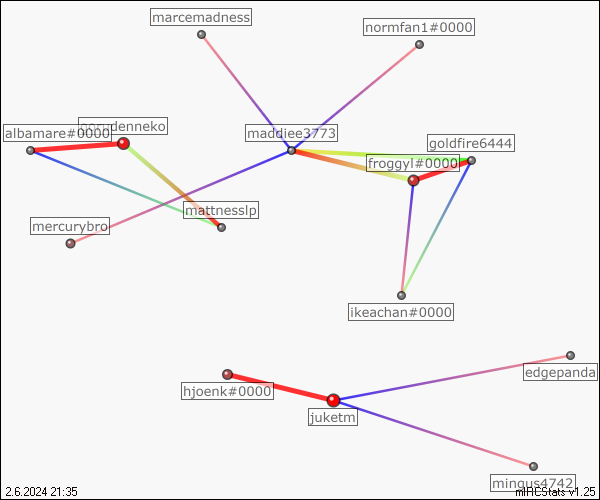 marcemadness
normfan1#0000
albamare#0000
denneko
maddiee3773
goldfire6444
froggyl#0000
mattnesslp
mercurybro
ikeachan#0000
edgepanda
hjoenk#0000
juketm
mingus4742
2.6.2024 21:35
mIRCStats v1.25